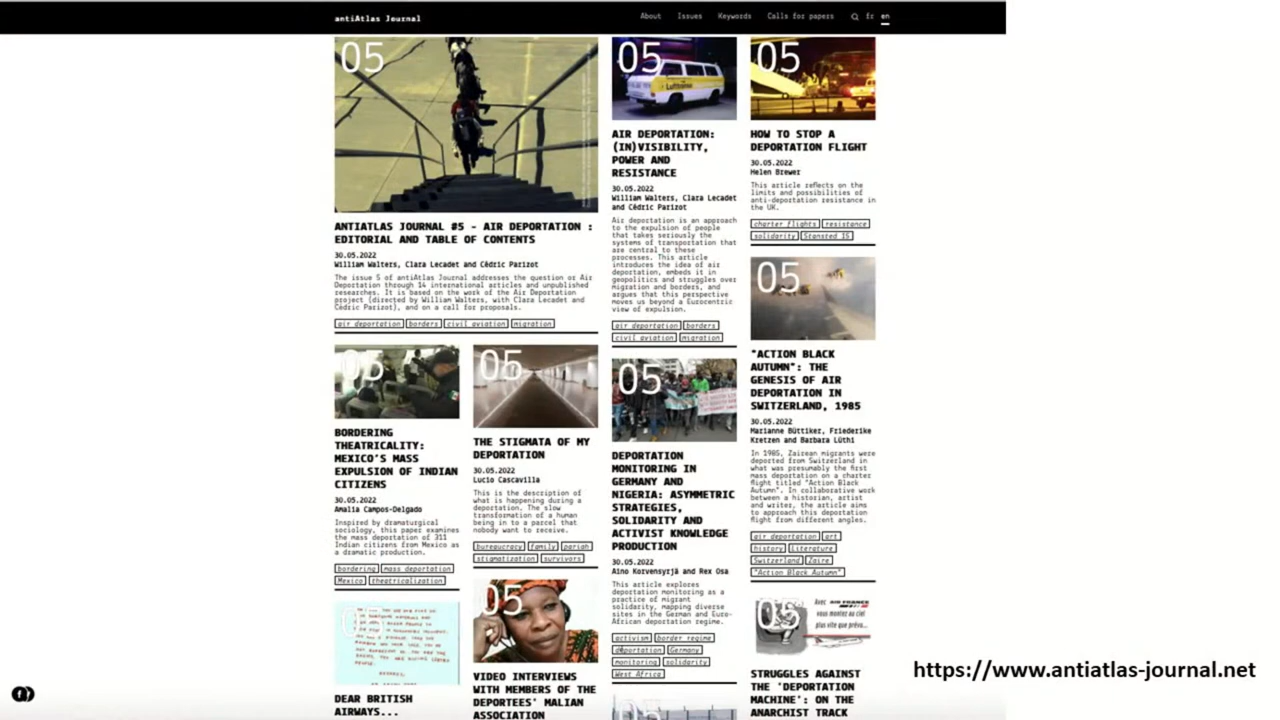 antiAtlas Journal
About Issues Keywords Calls for papers fr en
05
ANTIATLAS JOURNAL #5 - AIR DEPORTATION :
EDITORIAL AND TABLE OF CONTENTS
30.05.2022
William Walters, Clara Lecadet and Cédric Parizot
The issue 5 of antiAtlas Journal addresses the question or Air
Deportation through 14 international articles and unpublished
researches. It is based on the work of the Air Deportation
project (directed by William Walters, with Clara Lecadet and
Cédric Parizot), and on a call for proposals.
air deportation borders civil aviation migration
05
BORDERING
THEATRICALITY:
MEXICO'S MASS
EXPULSION OF INDIAN
CITIZENS
30.05.2022
Amalia Campos-Delgado
Inspired by dramaturgical
sociology, this paper examines
the mass deportation of 311
Indian citizens from Mexico as
a dramatic production.
bordering mass deportation
Mexico theatricalization
DEAR BRITISH
AIRWAYS...
05
THE STIGMATA OF MY
DEPORTATION
30.05.2022
Lucio Cascavilla
This is the description of
what is happening during a
deportation. The slow
transformation of a human
being in to a parcel that
nobody want to receive.
bureaucracy family pariah
stigmatization survivors
05
VIDEO INTERVIEWS
WITH MEMBERS OF THE
DEPORTEES' MALIAN
ASSOCIATION
05
Lufthansa
AIR DEPORTATION:
(IN)VISIBILITY,
POWER AND
RESISTANCE
30.05.2022
William Walters, Clara Lecadet
and Cédric Parizot
Air deportation is an approach
to the expulsion of people
that takes seriously the
systems of transportation that
are central to these
processes. This article
introduces the idea of air
deportation, embeds it in
geopolitics and struggles over
migration and borders, and
argues that this perspective
moves us beyond a Eurocentric
view of expulsion.
air deportation borders
civil aviation migration
05
DEPORTATION
MONITORING IN
GERMANY AND
NIGERIA: ASYMMETRIC
STRATEGIES,
SOLIDARITY AND
ACTIVIST KNOWLEDGE
PRODUCTION
30.05.2022
Aino Korvensyrjä and Rex Osa
This article explores
deportation monitoring as a
practice of migrant
solidarity, mapping diverse
sites in the German and Euro-
African deportation regime.
activism border regime
deportation Germany
monitoring solidarity
West Africa
05
05
HOW TO STOP A
DEPORTATION FLIGHT
30.05.2022
Helen Brewer
This article reflects on the
limits and possibilities of
anti-deportation resistance in
the UK.
charter flights resistance
solidarity Stansted 15
05
"ACTION BLACK
AUTUMN": THE
GENESIS OF AIR
DEPORTATION IN
SWITZERLAND, 1985
30.05.2022
Marianne Büttiker, Friederike
Kretzen and Barbara Lüthi
In 1985, Zairean migrants were
deported from Switzerland in
what was presumably the first
mass deportation on a charter
flight titled "Action Black
Autumn". In collaborative work
between a historian, artist
and writer, the article aims
to approach this deportation
flight from different angles.
air deportation art
history Literature
Switzerland Zaire
"Action Black Autumn"
05
Avec AIR FRANCE
vous montez au ciel
plus vite que prévu...
STRUGGLES AGAINST
THE 'DEPORTATION
MACHINE': ON THE
ANARCHIST TRACK
https://www.antiatlas-journal.net